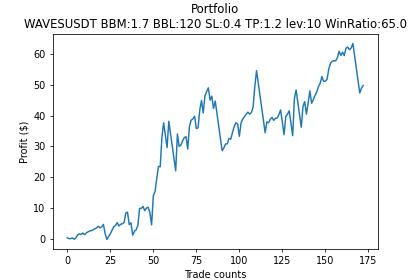 Portfolio
WAVESUSDT BBM:1.7 BBL:120 SL:0.4 TP:1.2 lev:10 WinRatio:65.0
60
50
40
30
20
10
0
Profit ($)
0 25 50 75 100 125 150 175
Trade counts